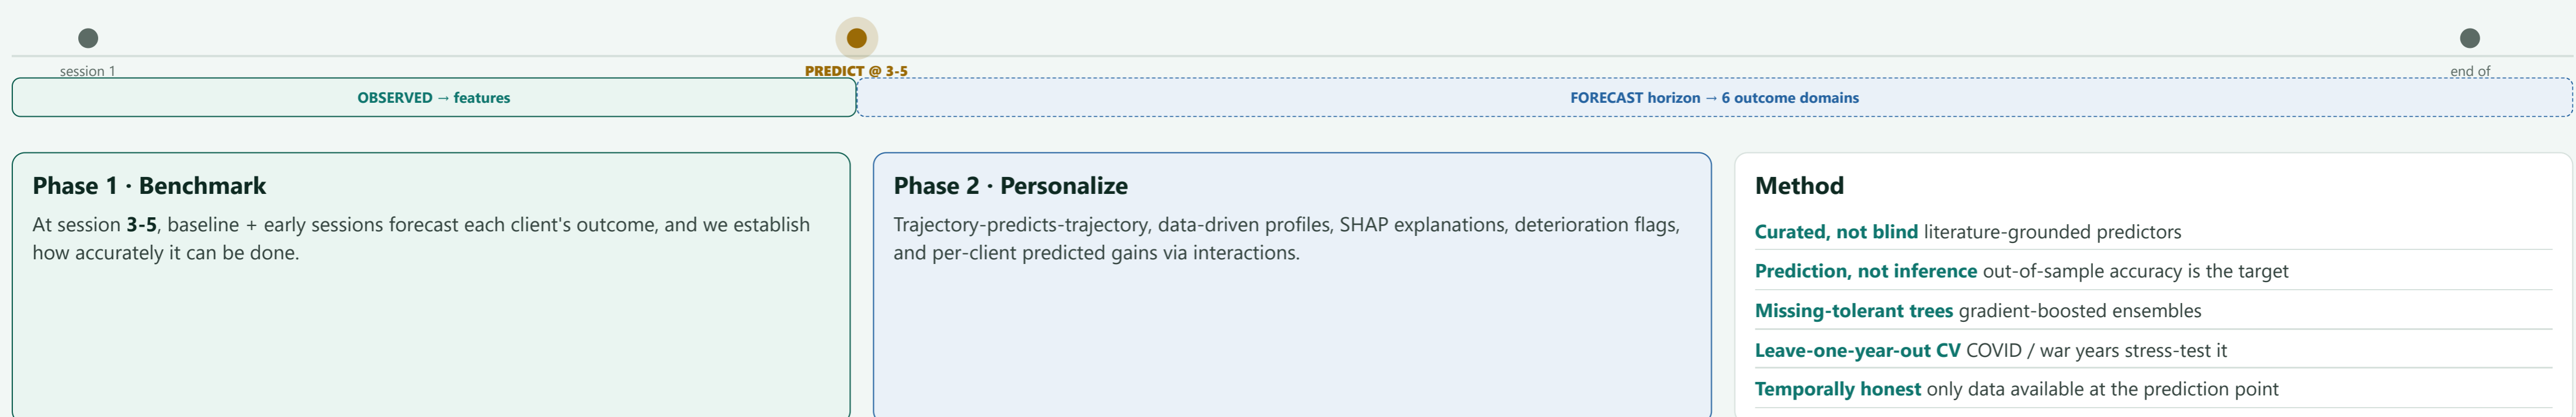 session 1
PREDICT @ 3-5
end of
OBSERVED → features
FORECAST horizon → 6 outcome domains
Phase 1 · Benchmark
At session 3-5, baseline + early sessions forecast each client's outcome, and we establish
how accurately it can be done.
Phase 2 · Personalize
Trajectory-predicts-trajectory, data-driven profiles, SHAP explanations, deterioration flags,
and per-client predicted gains via interactions.
Method
Curated, not blind literature-grounded predictors
Prediction, not inference out-of-sample accuracy is the target
Missing-tolerant trees gradient-boosted ensembles
Leave-one-year-out CV COVID / war years stress-test it
Temporally honest only data available at the prediction point